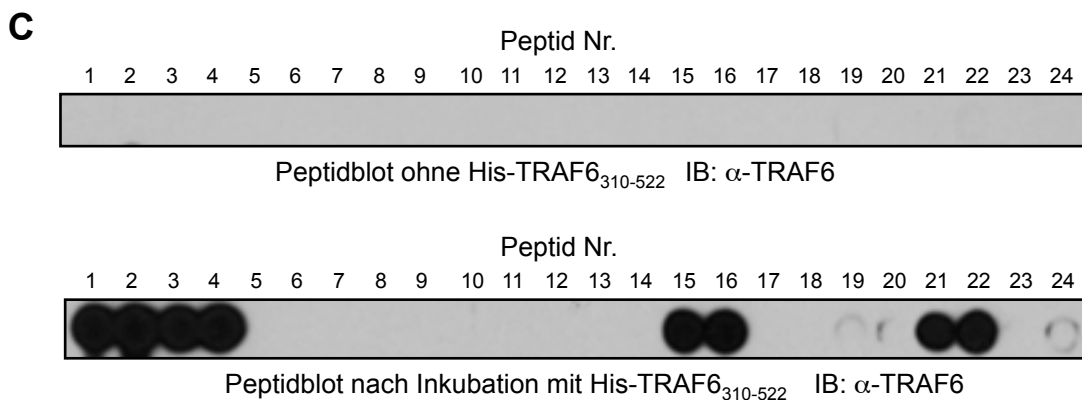 C
Peptid Nr.
1 2 3 4 5 6 7 8 9 10 11 12 13 14 15 16 17 18 19 20 21 22 23 24
Peptidblot ohne His-TRAF6310-522 IB: α-TRAF6
Peptid Nr.
1 2 3 4 5 6 7 8 9 10 11 12 13 14 15 16 17 18 19 20 21 22 23 24
Peptidblot nach Inkubation mit His-TRAF6310-522 IB: α-TRAF6